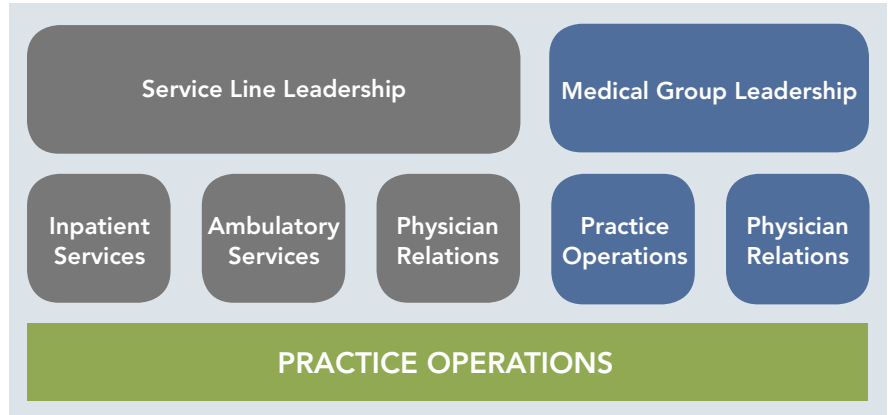 Service Line Leadership
Medical Group Leadership
Inpatient
Services
Ambulatory
Services
Physician
Relations
Practice
Operations
Physician
Relations
PRACTICE OPERATIONS